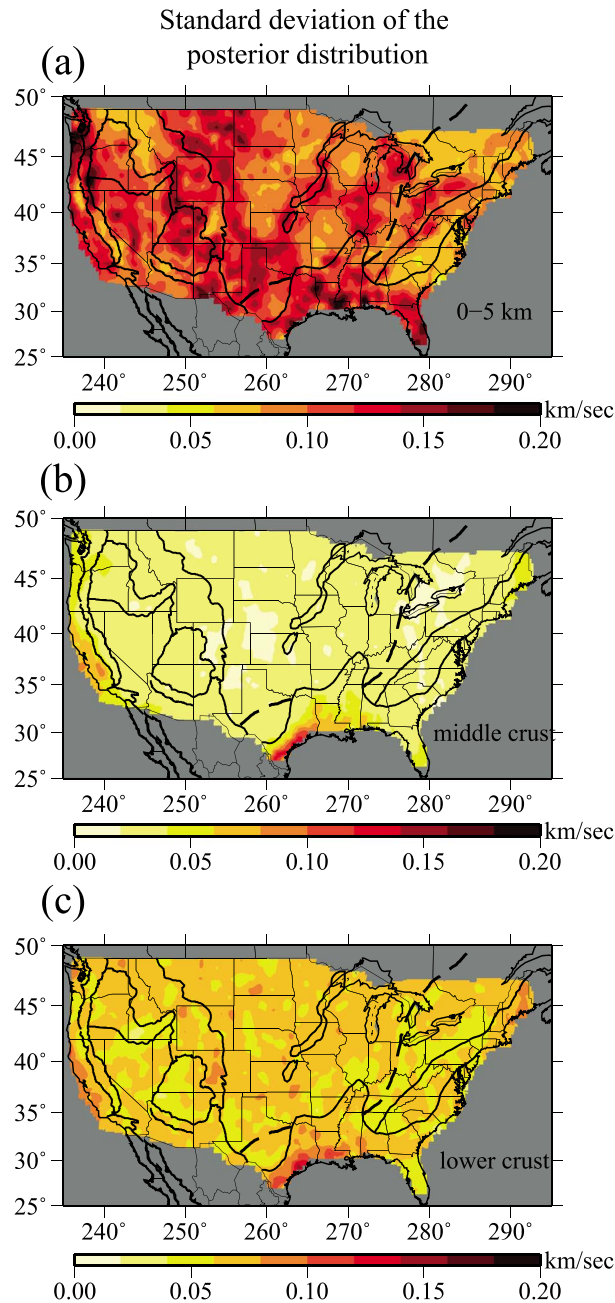 Standard deviation of the
posterior distribution
(a)
50°
45°
40°
35°
30°
25°
0−5 km
240° 250° 260° 270° 280° 290°
km/sec
0.00 0.05 0.10 0.15 0.20
(b)
50°
45°
40°
35°
30°
25°
middle crust
240° 250° 260° 270° 280° 290°
km/sec
0.00 0.05 0.10 0.15 0.20
(c)
50°
45°
40°
35°
30°
25°
lower crust
240° 250° 260° 270° 280° 290°
km/sec
0.00 0.05 0.10 0.15 0.20